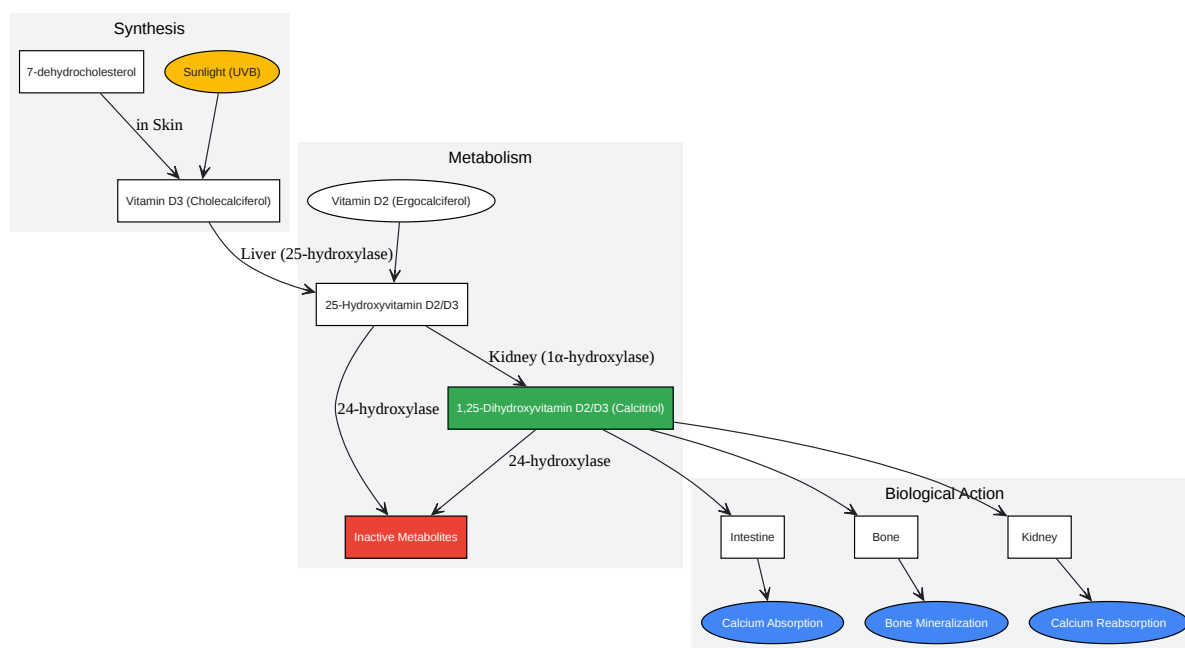 Synthesis
7-dehydrocholesterol
Sunlight (UVB)
in Skin
Vitamin D3 (Cholecalciferol)
Metabolism
Vitamin D2 (Ergocalciferol)
Liver (25-hydroxylase)
25-Hydroxyvitamin D2/D3
Kidney (1α-hydroxylase)
24-hydroxylase
1,25-Dihydroxyvitamin D2/D3 (Calcitriol)
24-hydroxylase
Inactive Metabolites
Biological Action
Intestine
Bone
Kidney
Calcium Absorption
Bone Mineralization
Calcium Reabsorption